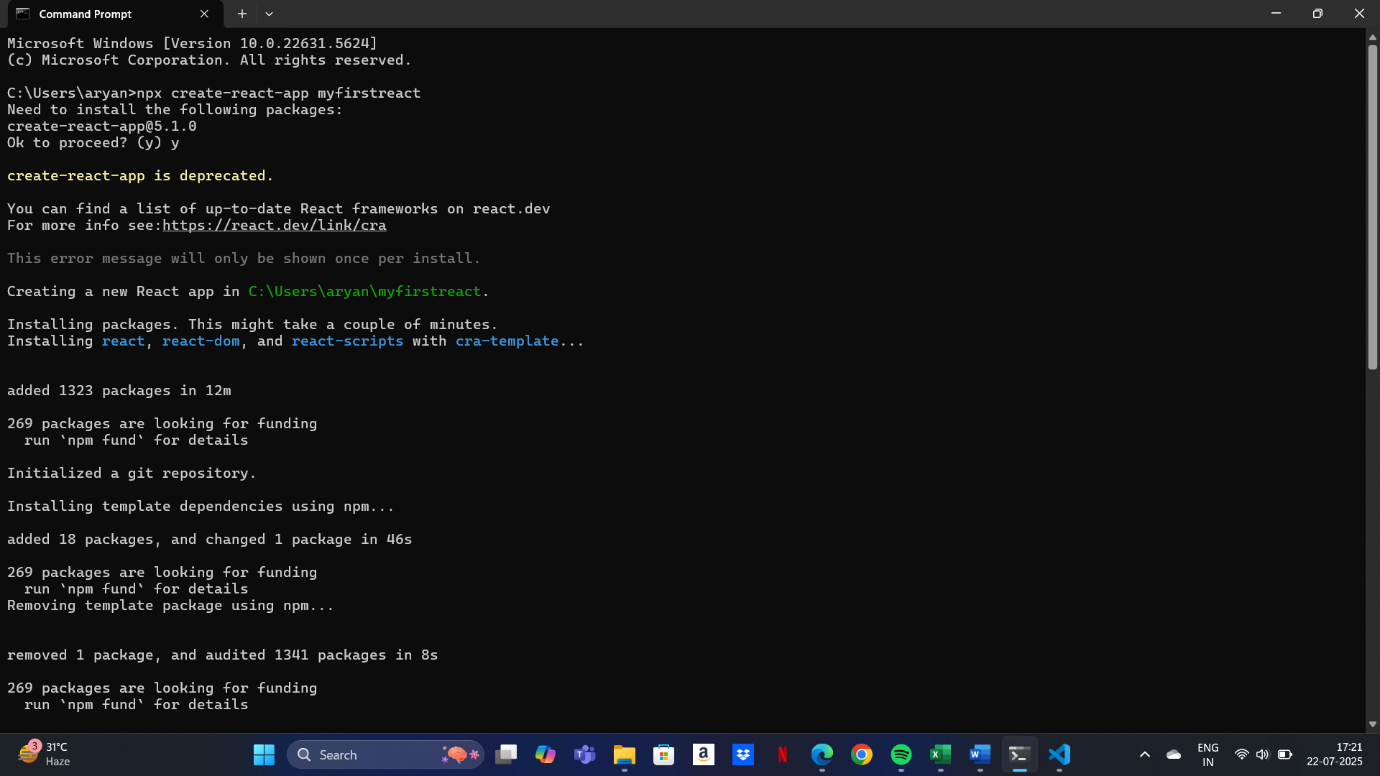 Command Prompt
Microsoft Windows [Version 10.0.22631.5624]
(c) Microsoft Corporation. All rights reserved.
C:\Users\aryan>npx create-react-app myfirstreact
Need to install the following packages:
create-react-app@5.1.0
Ok to proceed? (y) y
create-react-app is deprecated.
You can find a list of up-to-date React frameworks on react.dev
For more info see:https://react.dev/link/cra
This error message will only be shown once per install.
Creating a new React app in C:\Users\aryan\myfirstreact.
Installing packages. This might take a couple of minutes.
Installing react, react-dom, and react-scripts with cra-template...
added 1323 packages in 12m
269 packages are looking for funding
  run `npm fund` for details
Initialized a git repository.
Installing template dependencies using npm...
added 18 packages, and changed 1 package in 46s
269 packages are looking for funding
  run `npm fund` for details
Removing template package using npm...
removed 1 package, and audited 1341 packages in 8s
269 packages are looking for funding
  run `npm fund` for details
3
31°C
Haze
Search
a
N
X
W
ENG
IN
17:21
22-07-2025